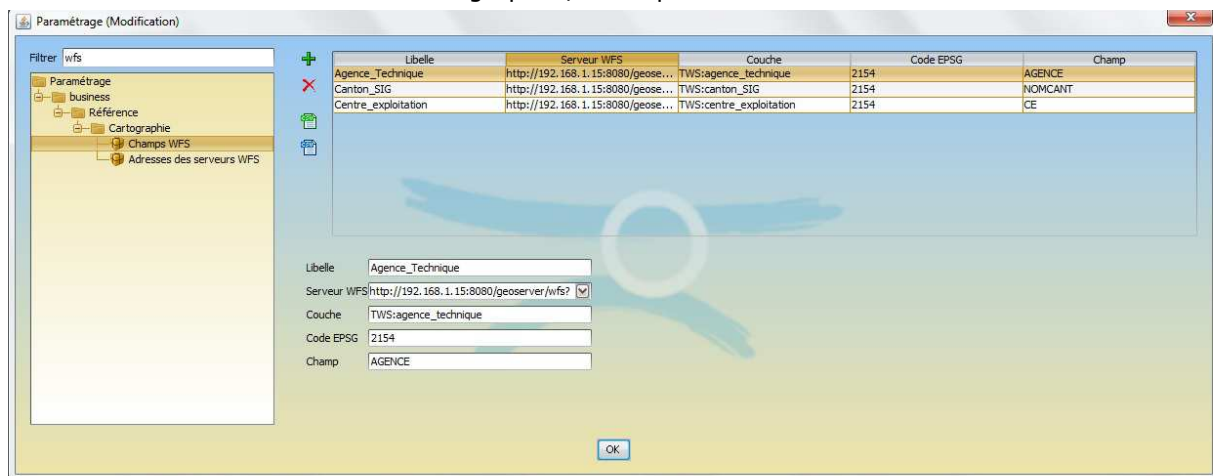 Paramétrage (Modification)
Filtrer wfs
Paramétrage
business
Référence
Cartographie
Champs WFS
Adresses des serveurs WFS
Libelle Serveur WFS Couche Code EPSG Champ
Agence_Technique http://192.168.1.15:8080/geose... TWS:agence_technique 2154 AGENCE
Canton_SIG http://192.168.1.15:8080/geose... TWS:canton_SIG 2154 NOMCANT
Centre_exploitation http://192.168.1.15:8080/geose... TWS:centre_exploitation 2154 CE
Libelle Agence_Technique
Serveur WFS http://192.168.1.15:8080/geoserver/wfs?
Couche TWS:agence_technique
Code EPSG 2154
Champ AGENCE
OK